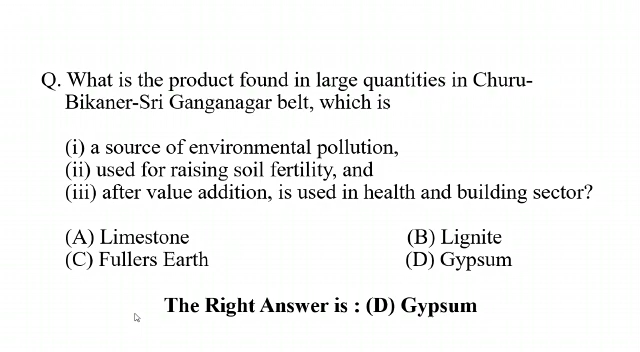 Q. What is the product found in large quantities in Churu-
Bikaner-Sri Ganganagar belt, which is
(i) a source of environmental pollution,
(ii) used for raising soil fertility, and
(iii) after value addition, is used in health and building sector?
(A) Limestone (B) Lignite
(C) Fullers Earth (D) Gypsum
The Right Answer is : (D) Gypsum